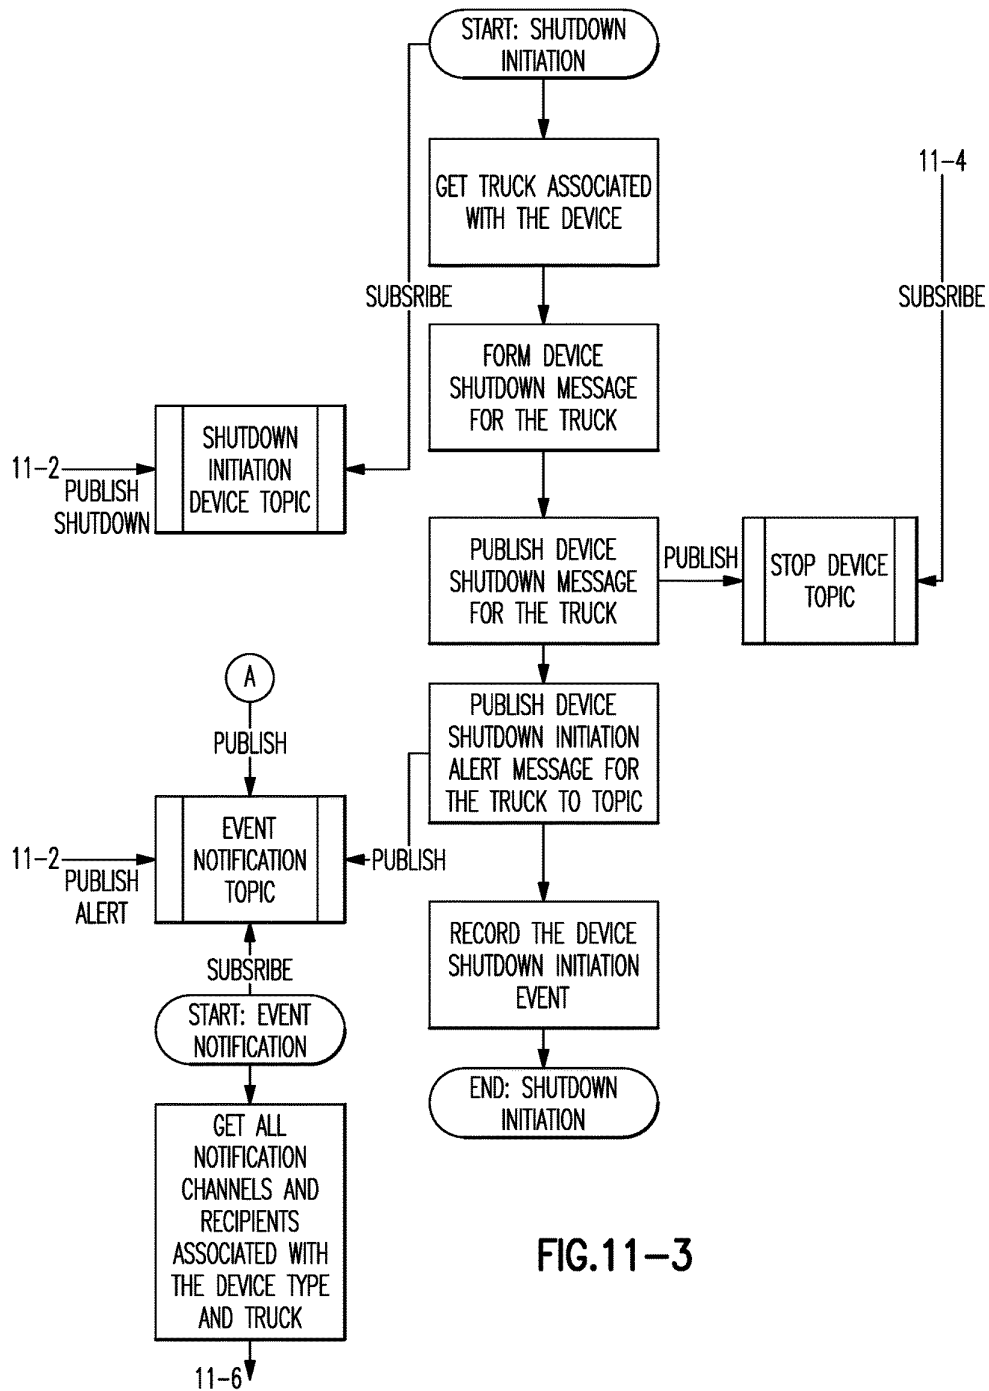 START: SHUTDOWN
INITIATION
GET TRUCK ASSOCIATED
WITH THE DEVICE
11-4
SUBSRIBE
SUBSRIBE
FORM DEVICE
SHUTDOWN MESSAGE
FOR THE TRUCK
SHUTDOWN
INITIATION
DEVICE TOPIC
11-2
PUBLISH
SHUTDOWN
PUBLISH DEVICE
SHUTDOWN MESSAGE
FOR THE TRUCK
PUBLISH
STOP DEVICE
TOPIC
A
PUBLISH
PUBLISH DEVICE
SHUTDOWN INITIATION
ALERT MESSAGE FOR
THE TRUCK TO TOPIC
EVENT
NOTIFICATION
TOPIC
11-2
PUBLISH
ALERT
PUBLISH
RECORD THE DEVICE
SHUTDOWN INITIATION
EVENT
SUBSRIBE
START: EVENT
NOTIFICATION
END: SHUTDOWN
INITIATION
GET ALL
NOTIFICATION
CHANNELS AND
RECIPIENTS
ASSOCIATED WITH
THE DEVICE TYPE
AND TRUCK
11-6
FIG.11-3